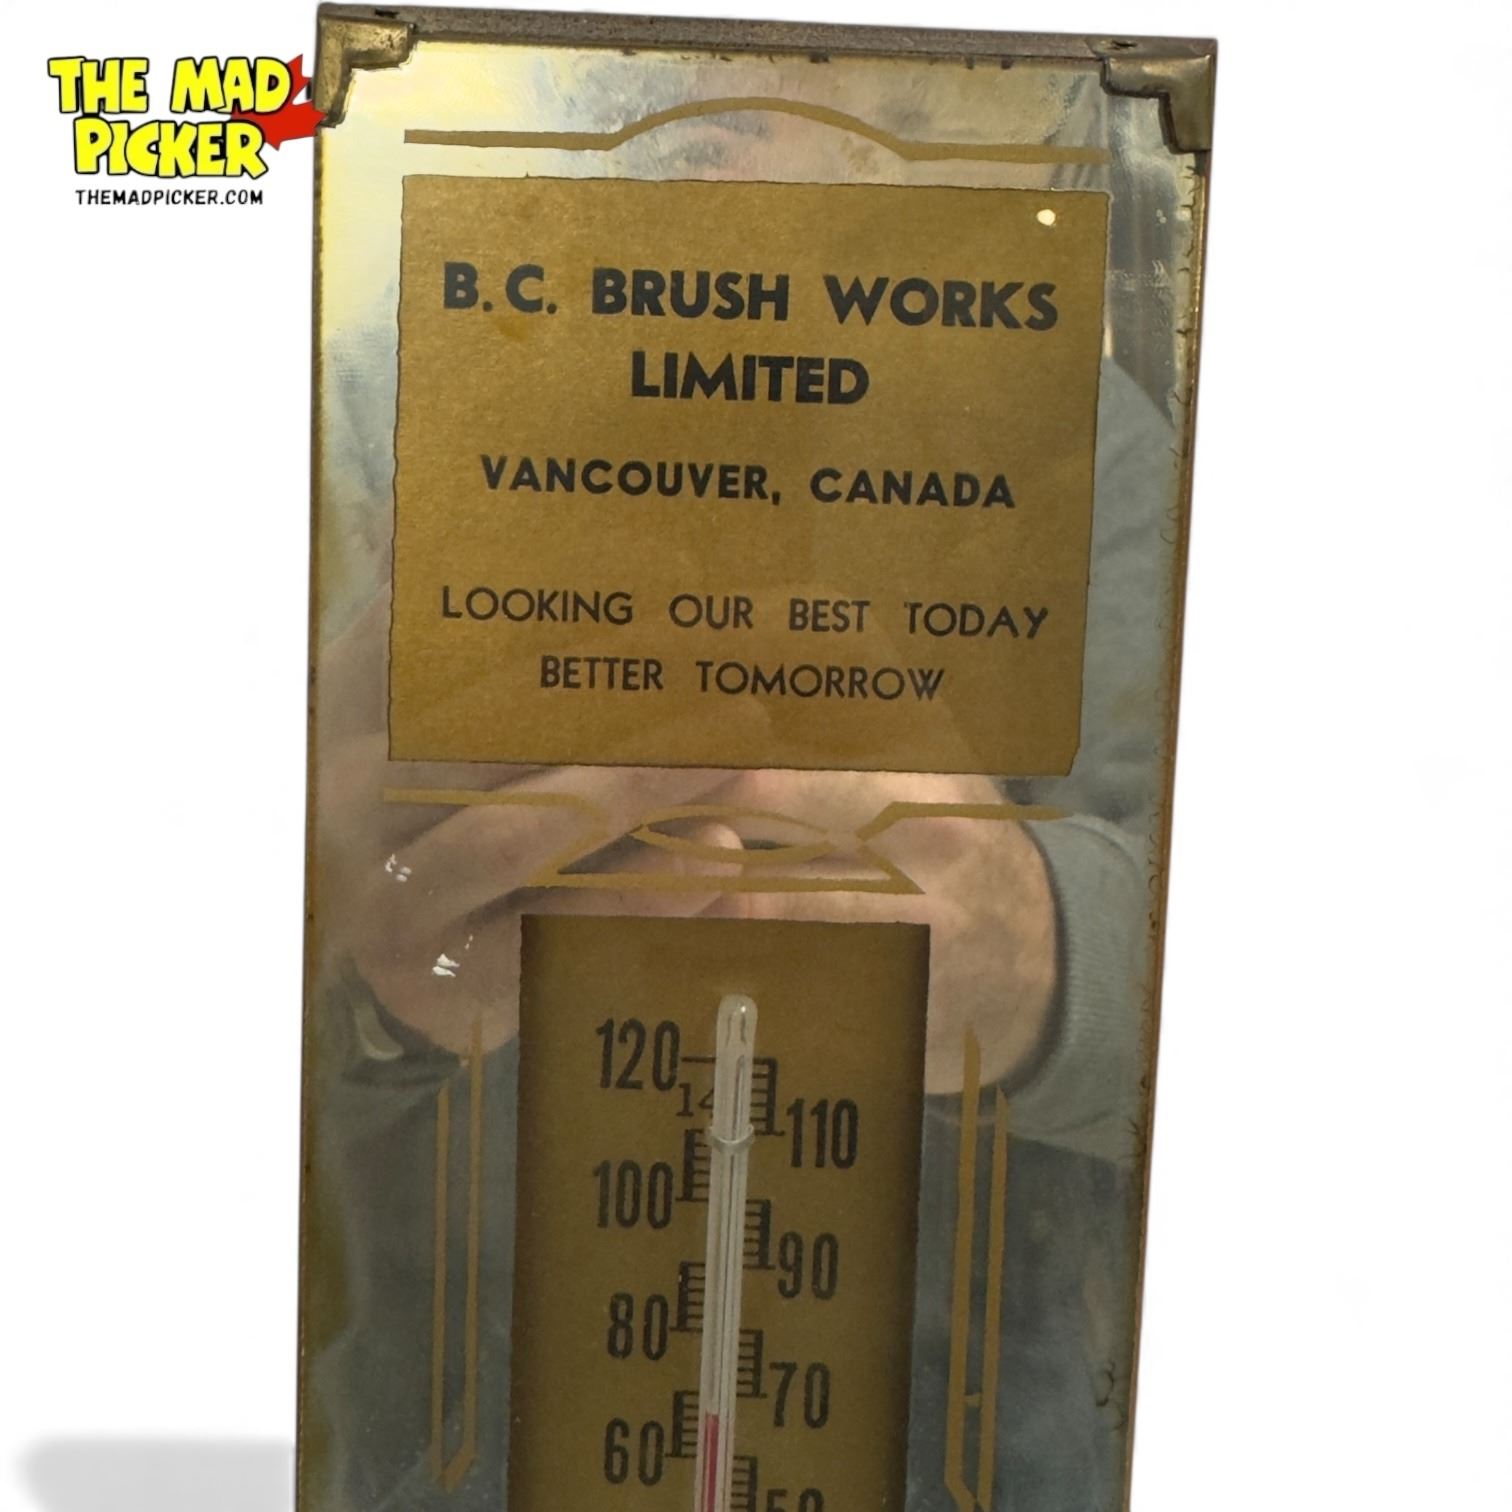 THE MAD
PICKER
THEMADPICKER.COM
B.C. BRUSH WORKS
LIMITED
VANCOUVER, CANADA
LOOKING OUR BEST TODAY
BETTER TOMORROW
120
14
110
100
90
80
70
60